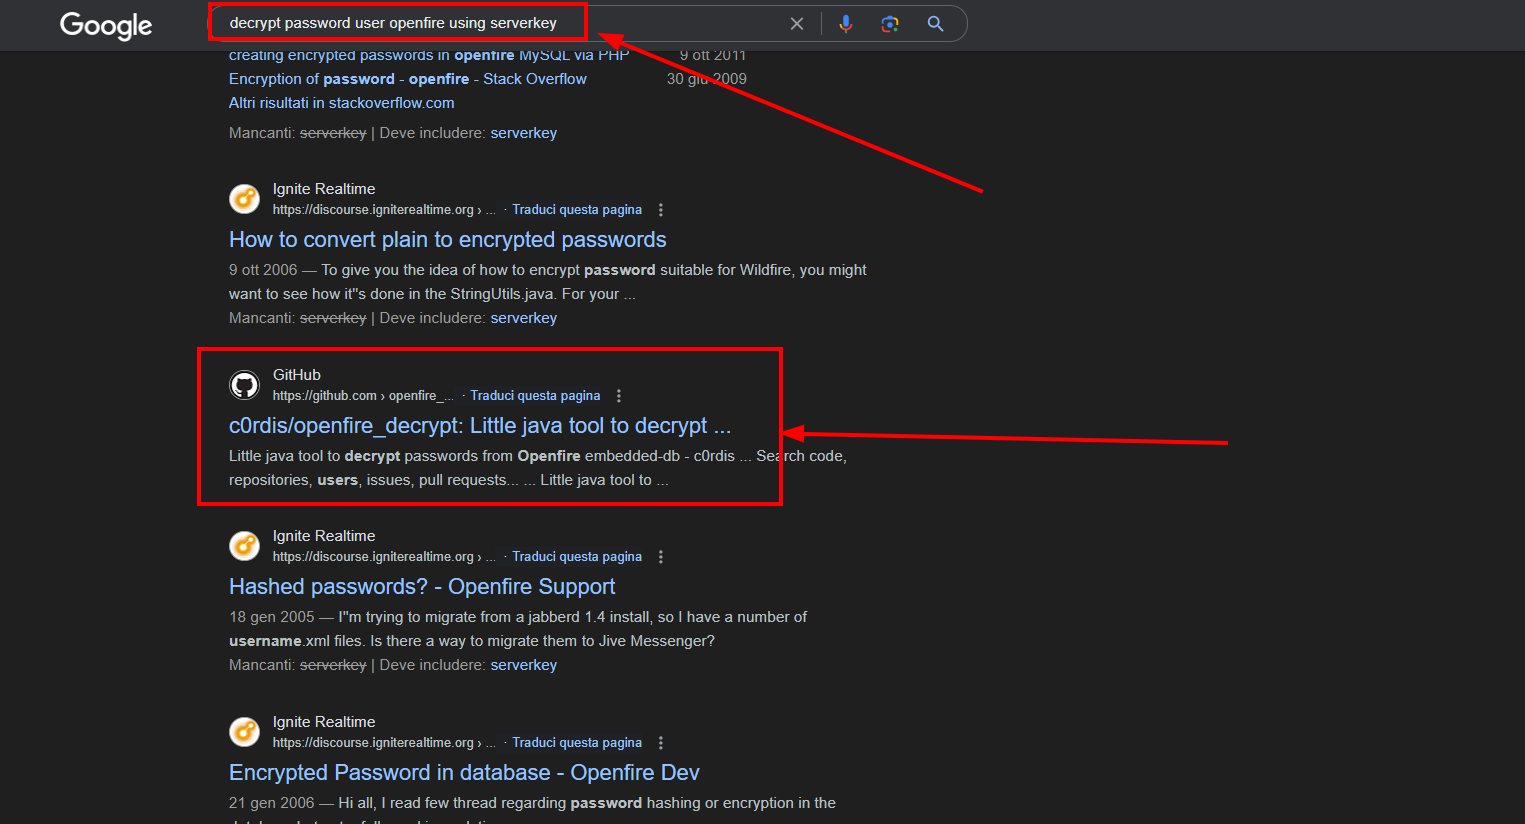 Google
decrypt password user openfire using serverkey
creating encrypted passwords in openfire MySQL via PHP 9 ott 2011
Encryption of password - openfire - Stack Overflow 30 giu 2009
Altri risultati in stackoverflow.com
Mancanti: serverkey | Deve includere: serverkey
Ignite Realtime
https://discourse.igniterealtime.org › ... · Traduci questa pagina
How to convert plain to encrypted passwords
9 ott 2006 — To give you the idea of how to encrypt password suitable for Wildfire, you might
want to see how it"s done in the StringUtils.java. For your ...
Mancanti: serverkey | Deve includere: serverkey
GitHub
https://github.com › openfire_... · Traduci questa pagina
c0rdis/openfire_decrypt: Little java tool to decrypt ...
Little java tool to decrypt passwords from Openfire embedded-db - c0rdis ... Search code,
repositories, users, issues, pull requests... ... Little java tool to ...
Ignite Realtime
https://discourse.igniterealtime.org › ... · Traduci questa pagina
Hashed passwords? - Openfire Support
18 gen 2005 — I"m trying to migrate from a jabberd 1.4 install, so I have a number of
username.xml files. Is there a way to migrate them to Jive Messenger?
Mancanti: serverkey | Deve includere: serverkey
Ignite Realtime
https://discourse.igniterealtime.org › ... · Traduci questa pagina
Encrypted Password in database - Openfire Dev
21 gen 2006 — Hi all, I read few thread regarding password hashing or encryption in the